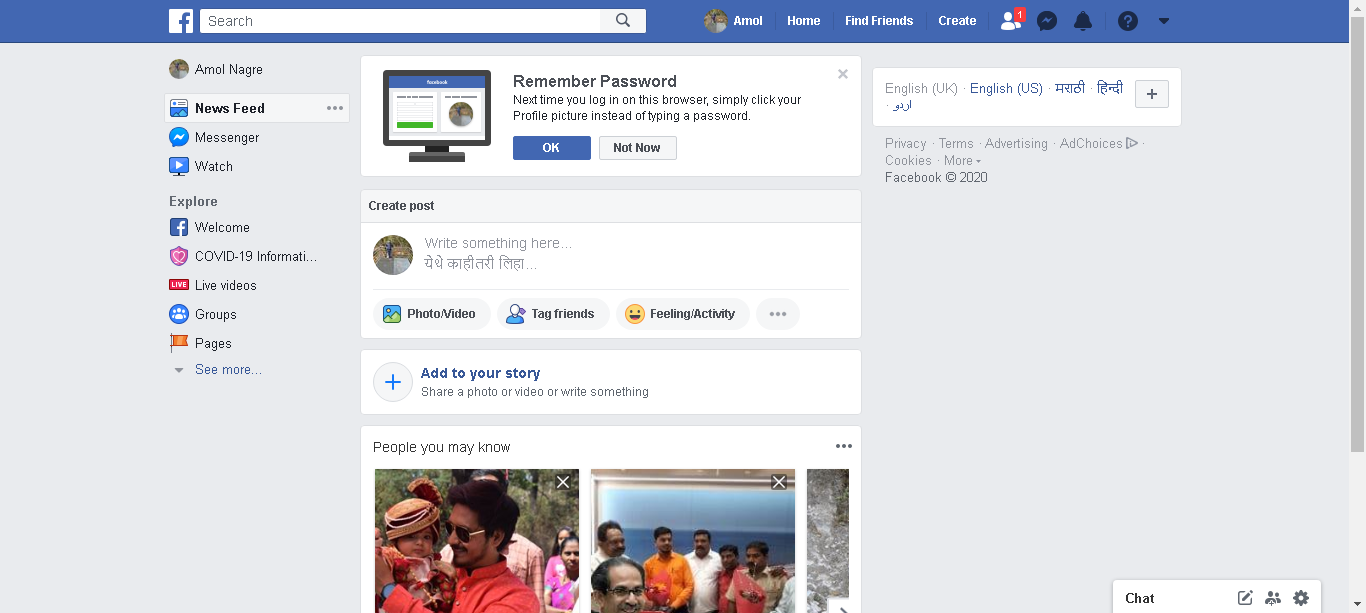 Search
Amol
Home
Find Friends
Create
1
Amol Nagre
News Feed
Messenger
Watch
Explore
Welcome
COVID-19 Informati...
LIVE Live videos
Groups
Pages
See more...
facebook
Remember Password
Next time you log in on this browser, simply click your
Profile picture instead of typing a password.
OK
Not Now
Create post
Write something here...
येथे काहीतरी लिहा...
Photo/Video
Tag friends
Feeling/Activity
Add to your story
Share a photo or video or write something
People you may know
English (UK) · English (US) · मराठी · हिन्दी
· اردو
Privacy · Terms · Advertising · AdChoices ·
Cookies · More
Facebook © 2020
Chat